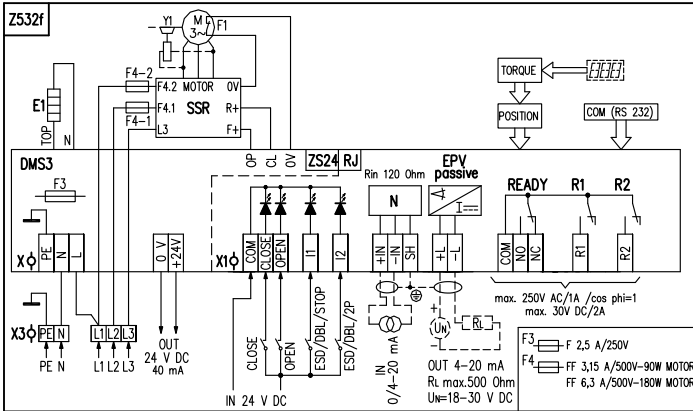 Z532f
Y1
M
3~
F1
F4-2
F4.2 MOTOR 0V
F4.1 SSR R+
L3 F+
F4-1
E1
TOP
N
TORQUE
POSITION
COM (RS 232)
DMS3
OP
CL
0V
ZS24 RJ
EPV
passive
Rin 120 Ohm
N
F3
READY R1 R2
X PE N L
0 V
+24V
X1 COM CLOSE OPEN I1 I2
+IN -IN SH
+L -L
COM NO NC R1 R2
max. 250V AC/1A /cos phi=1
max. 30V DC/2A
X3 PE N L1 L2 L3
PE N L1 L2 L3
OUT
24 V DC
40 mA
CLOSE
OPEN
ESD/DBL/STOP
ESD/DBL/2P
IN 24 V DC
IN
0/4-20 mA
+
UN
-
RL
OUT 4-20 mA
RL max.500 Ohm
UN=18-30 V DC
F3 F 2,5 A/250V
F4 FF 3,15 A/500V-90W MOTOR
FF 6,3 A/500V-180W MOTOR